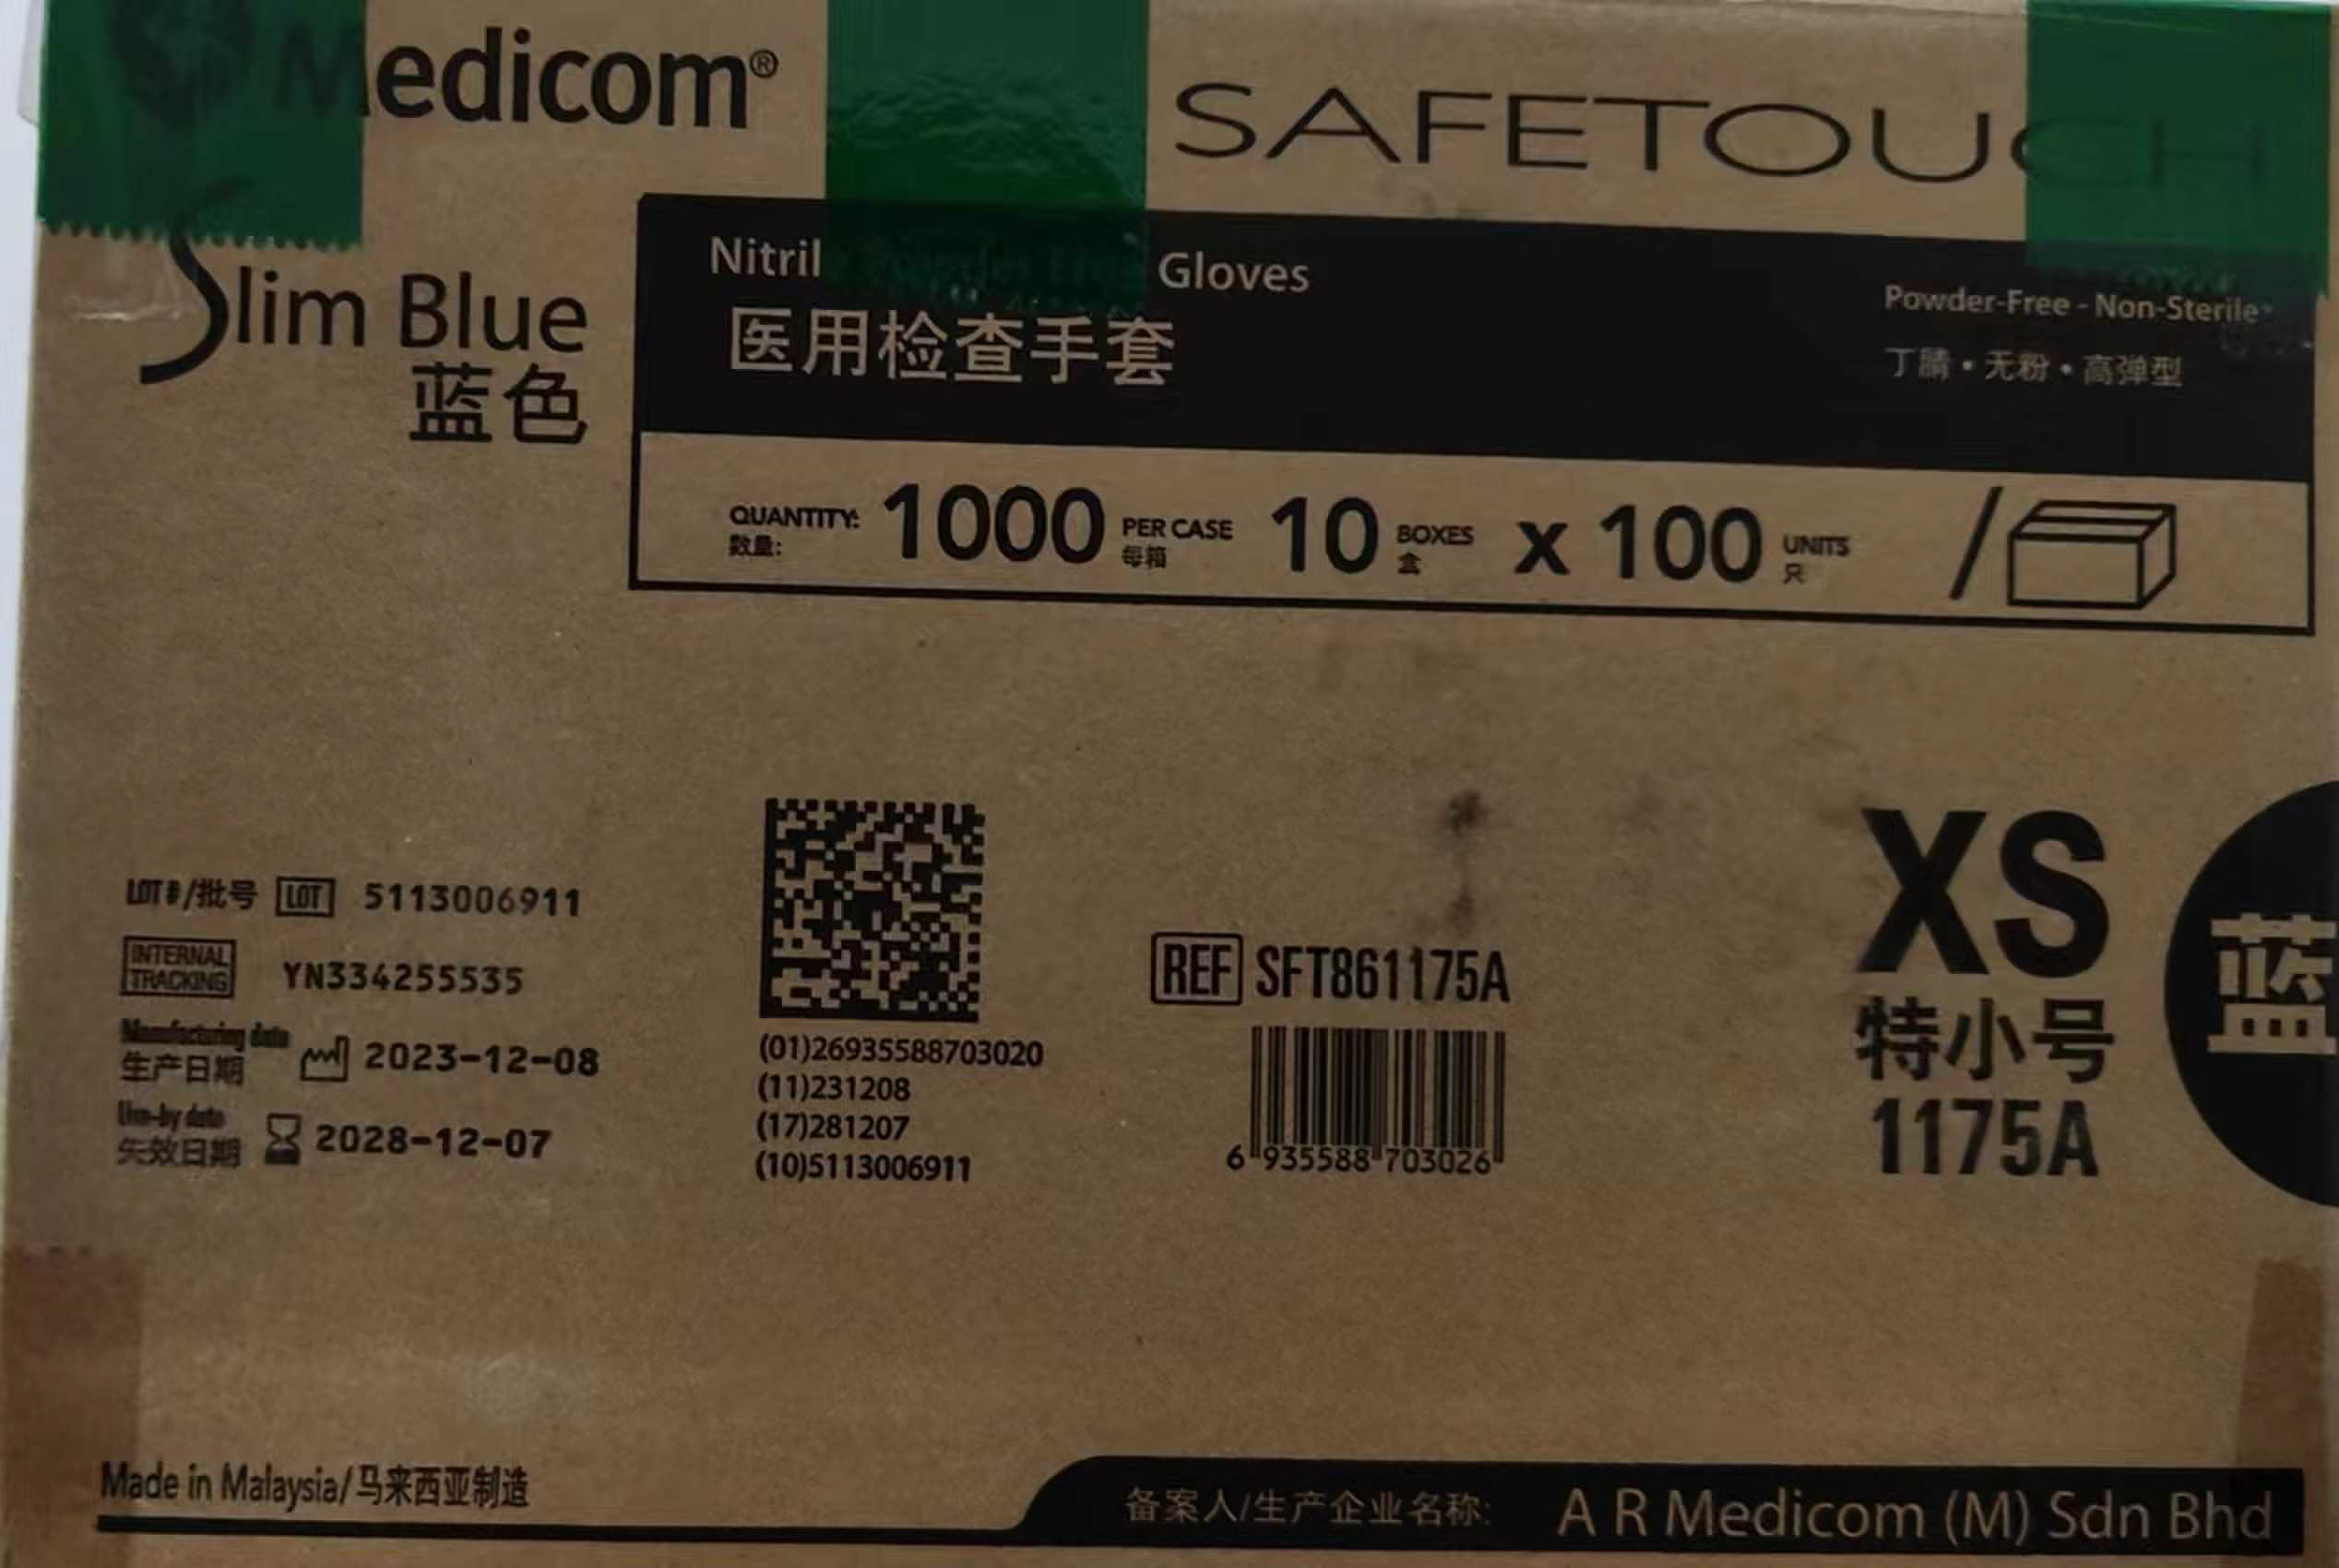 Medicom®
SAFETOUCH
Slim Blue
蓝色
Nitrile Powder Free Gloves
医用检查手套
Powder-Free - Non-Sterile
丁腈・无粉・高弹型
QUANTITY: 1000 PER CASE 10 BOXES x 100 UNITS /
数量: 每箱 盒 只
LOT#/批号 LOT 5113006911
INTERNAL TRACKING YN334255535
Manufacturing date
生产日期 2023-12-08
Use-by date
失效日期 2028-12-07
(01)26935588703020
(11)231208
(17)281207
(10)5113006911
REF SFT861175A
6 935588 703026
XS
特小号
1175A
蓝
Made in Malaysia/马来西亚制造
备案人/生产企业名称: A R Medicom (M) Sdn Bhd